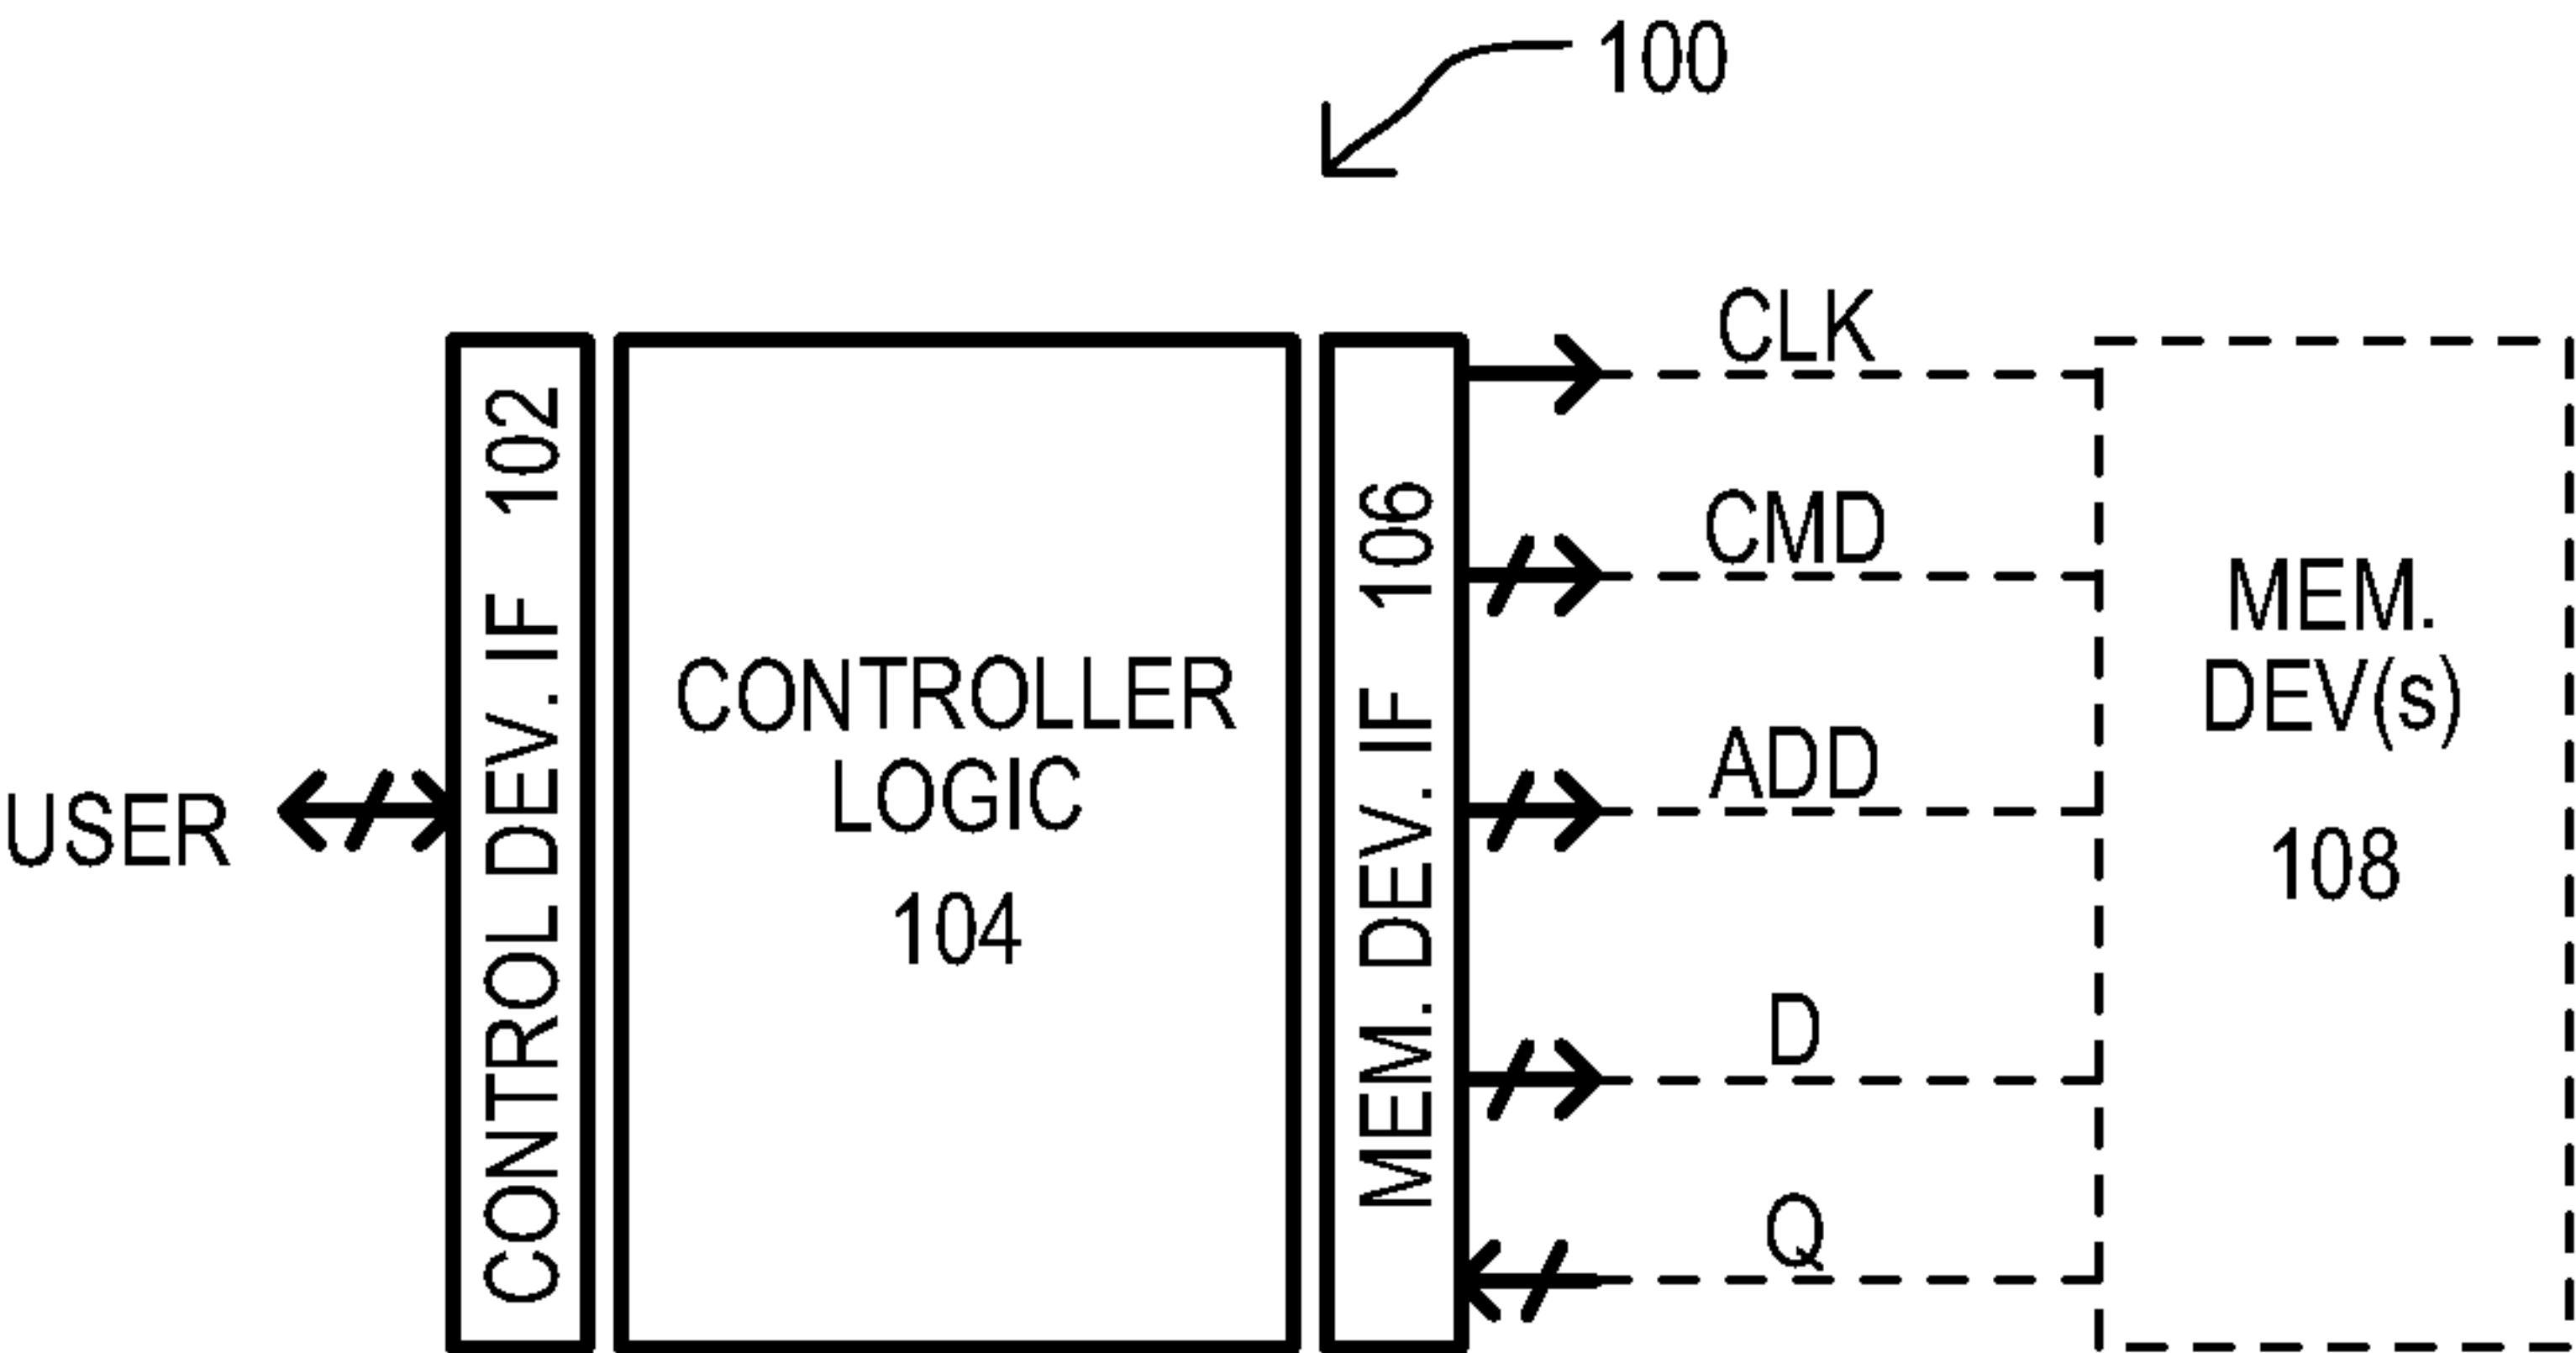 100
USER
CONTROL DEV. IF 102
CONTROLLER
LOGIC
104
MEM. DEV. IF 106
CLK
CMD
ADD
D
Q
MEM.
DEV(s)
108